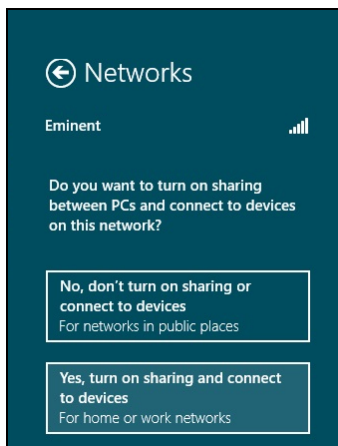 Networks
Eminent
Do you want to turn on sharing
between PCs and connect to devices
on this network?
No, don't turn on sharing or
connect to devices
For networks in public places
Yes, turn on sharing and connect
to devices
For home or work networks